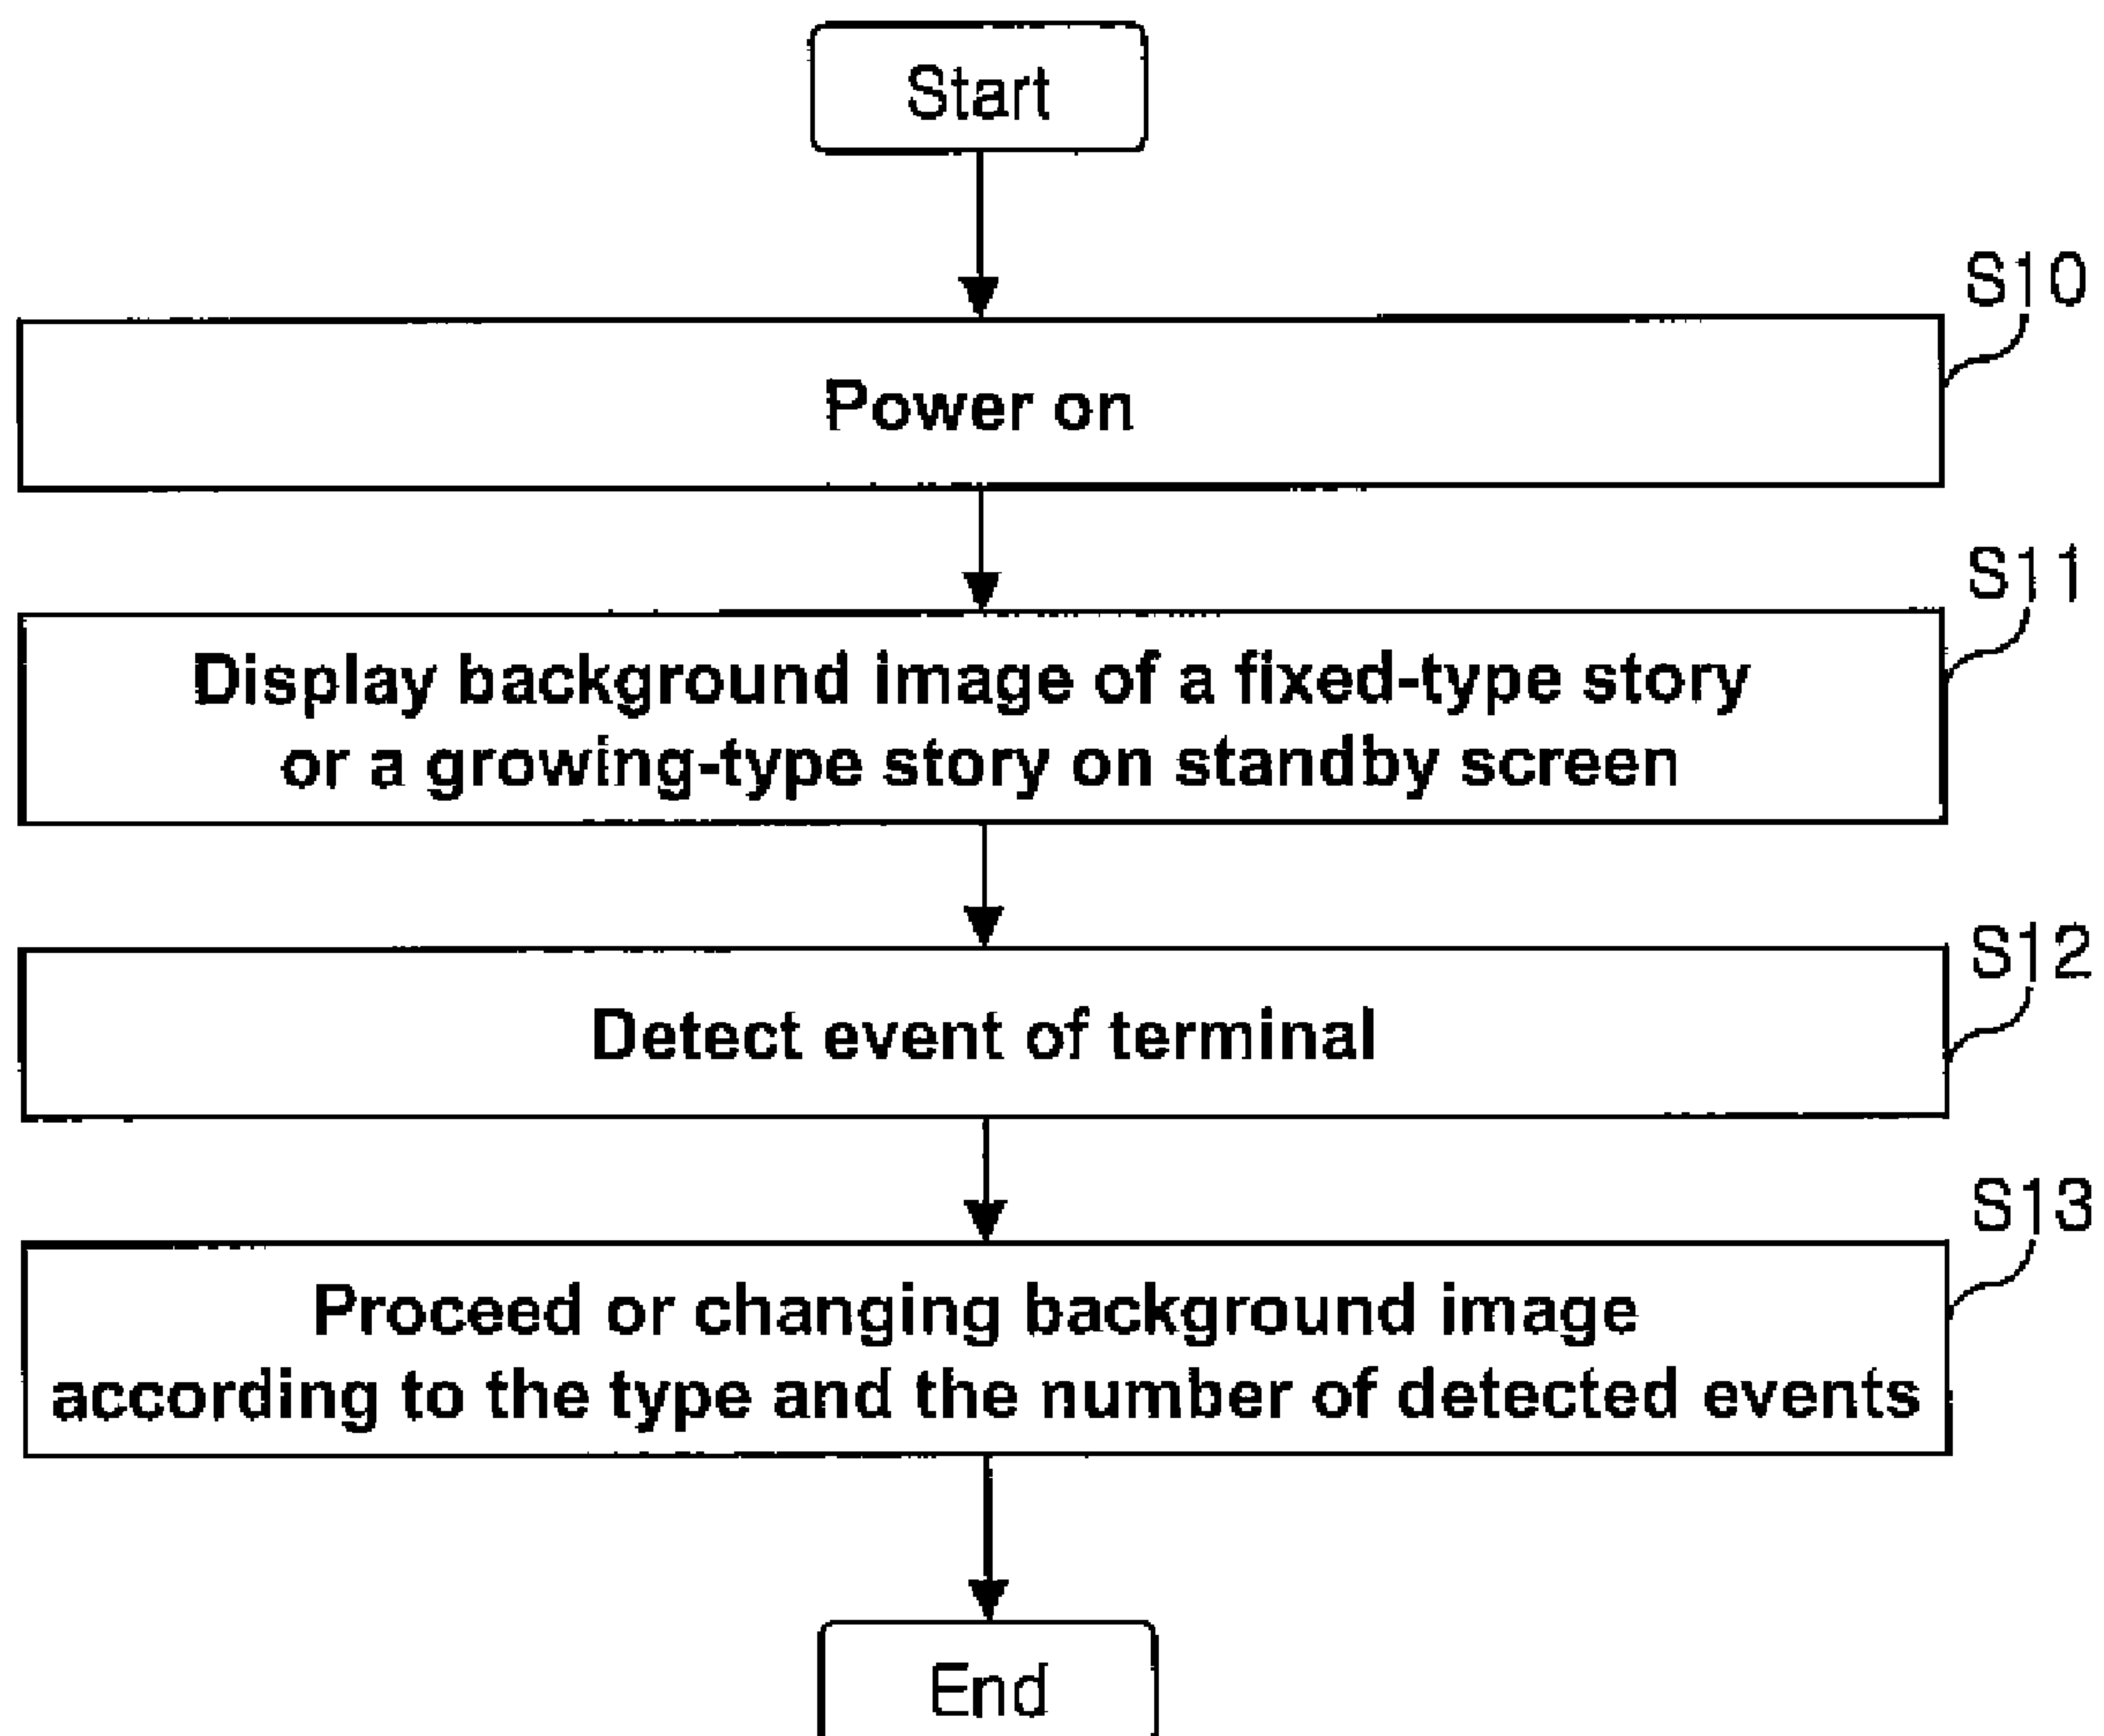 Start
S10
Power on
S11
Display background image of a fixed-type story
or a growing-type story on standby screen
S12
Detect event of terminal
S13
Proceed or changing background image
according to the type and the number of detected events
End